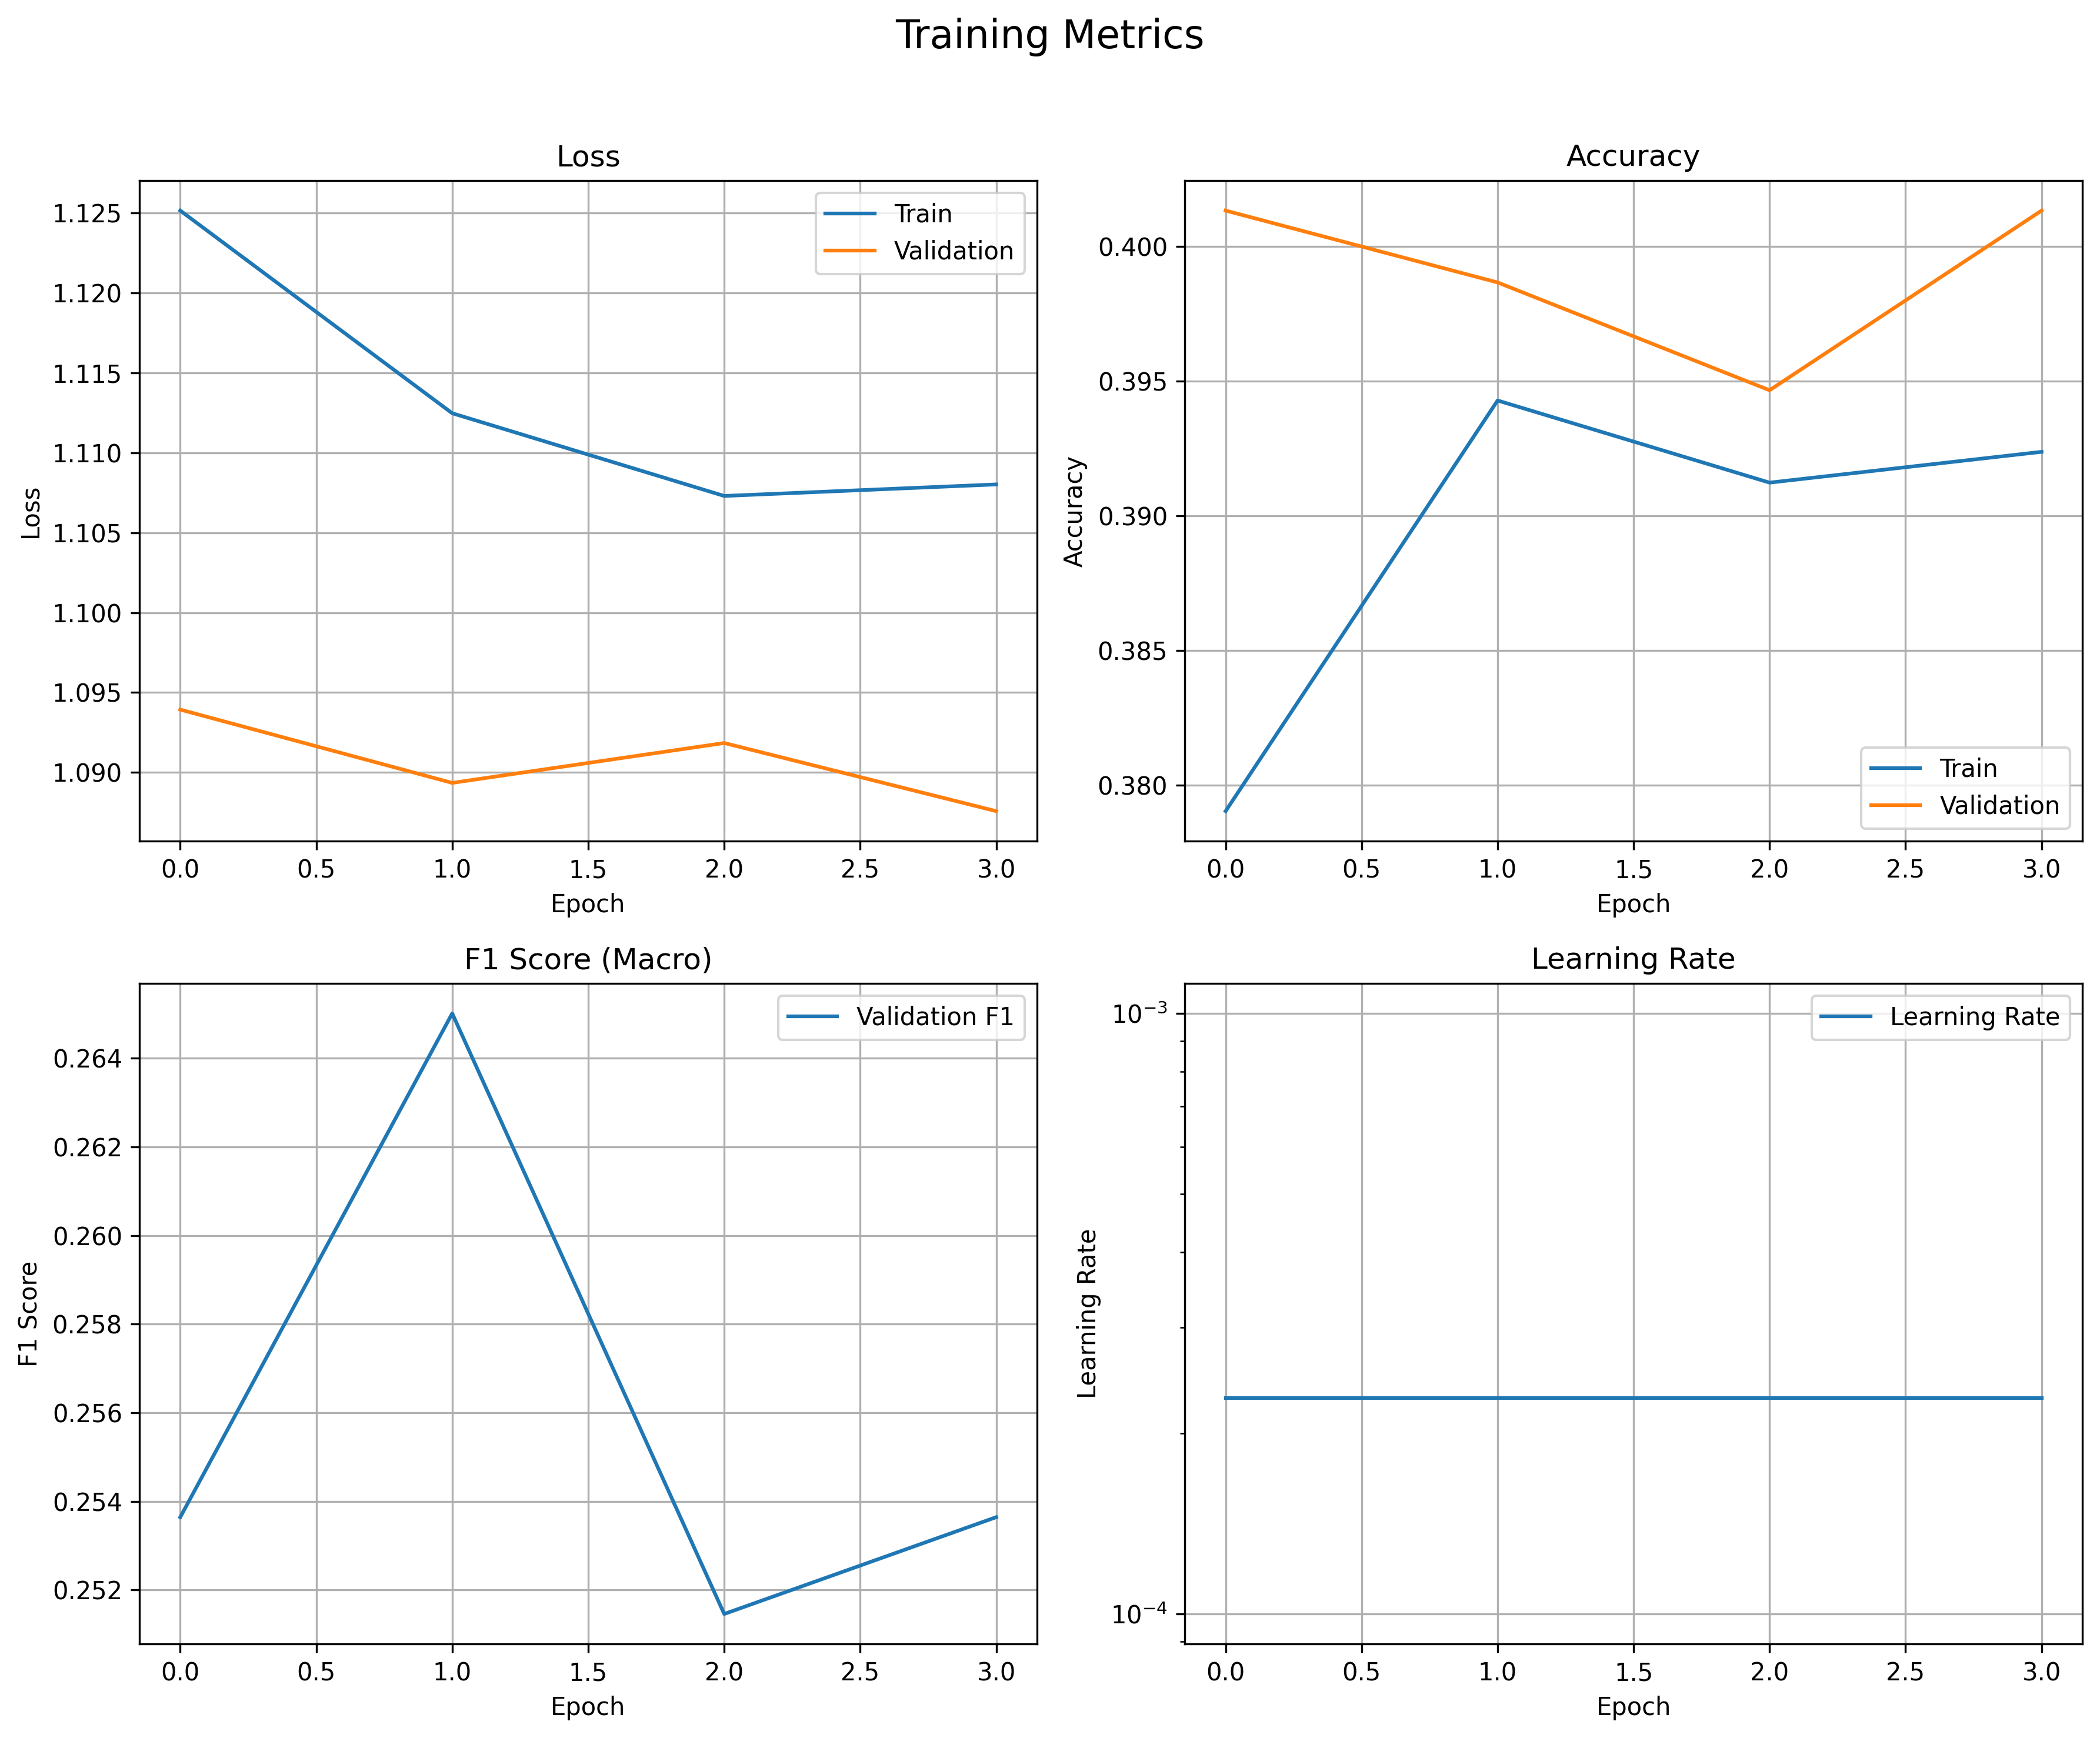 Training Metrics
Loss
Loss
1.125
1.120
1.115
1.110
1.105
1.100
1.095
1.090
Train
Validation
0.0 0.5 1.0 1.5 2.0 2.5 3.0
Epoch
Accuracy
Accuracy
0.400
0.395
0.390
0.385
0.380
Train
Validation
0.0 0.5 1.0 1.5 2.0 2.5 3.0
Epoch
F1 Score (Macro)
F1 Score
0.264
0.262
0.260
0.258
0.256
0.254
0.252
Validation F1
0.0 0.5 1.0 1.5 2.0 2.5 3.0
Epoch
Learning Rate
Learning Rate
10⁻³
10⁻⁴
Learning Rate
0.0 0.5 1.0 1.5 2.0 2.5 3.0
Epoch